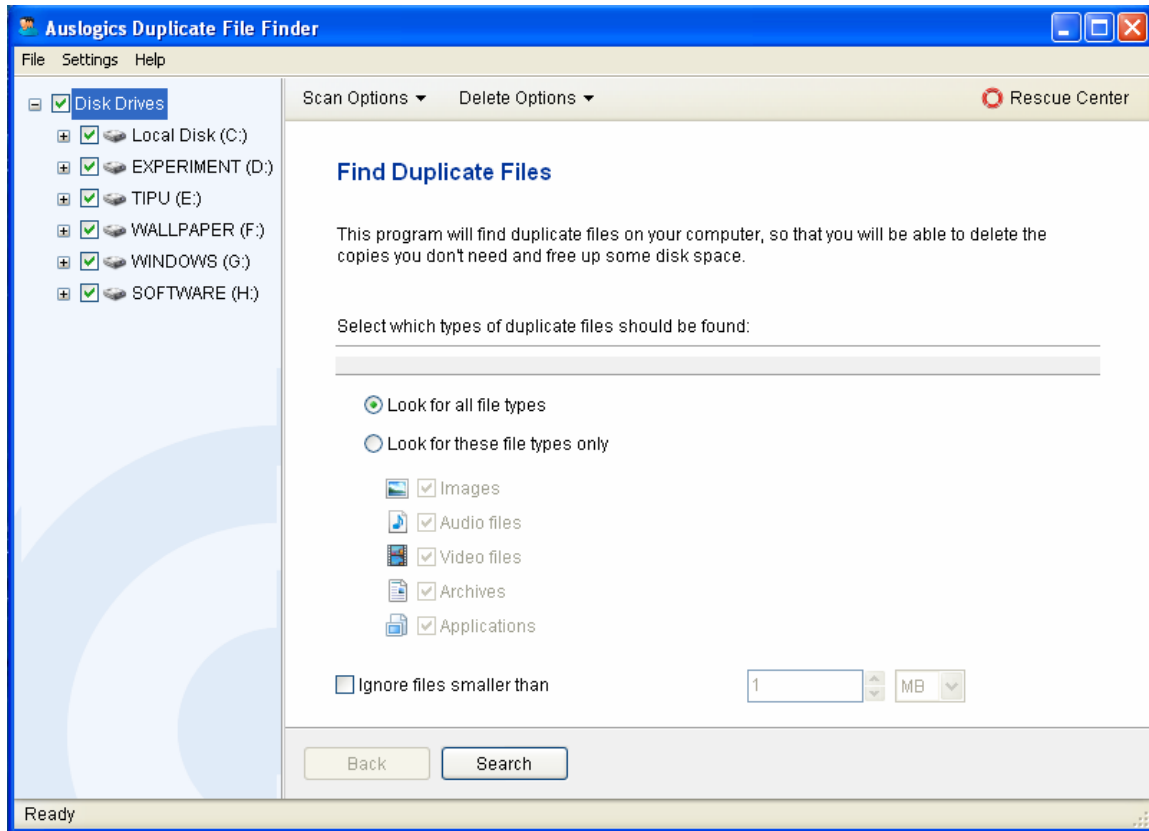 Auslogics Duplicate File Finder
File Settings Help
Disk Drives
Local Disk (C:)
EXPERIMENT (D:)
TIPU (E:)
WALLPAPER (F:)
WINDOWS (G:)
SOFTWARE (H:)
Scan Options Delete Options Rescue Center
Find Duplicate Files
This program will find duplicate files on your computer, so that you will be able to delete the
copies you don't need and free up some disk space.
Select which types of duplicate files should be found:
Look for all file types
Look for these file types only
Images
Audio files
Video files
Archives
Applications
Ignore files smaller than 1 MB
Back Search
Ready